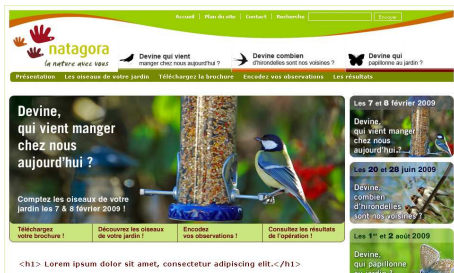 Accueil | Plan du site | Contact | Recherche Envoyer
natagora
la nature avec vous
Devine qui vient
manger chez nous aujourd'hui ?
Devine combien
d'hirondelles sont nos voisines ?
Devine qui
papillonne au jardin ?
Présentation Les oiseaux de votre jardin Téléchargez la brochure Encodez vos observations Les résultats
Devine,
qui vient manger
chez nous
aujourd'hui ?
Comptez les oiseaux de votre
jardin les 7 & 8 février 2009 !
Téléchargez
votre brochure !
Découvrez les oiseaux
de votre jardin !
Encodez
vos observations !
Consultez les résultats
de l'opération !
Les 7 et 8 février 2009
Devine,
qui vient manger
chez nous
aujourd'hui ?
Les 20 et 28 juin 2009
Devine,
combien
d'hirondelles
sont nos voisines ?
Les 1er et 2 août 2009
Devine,
qui papillonne
au jardin ?
<h1> Lorem ipsum dolor sit amet, consectetur adipiscing elit.</h1>